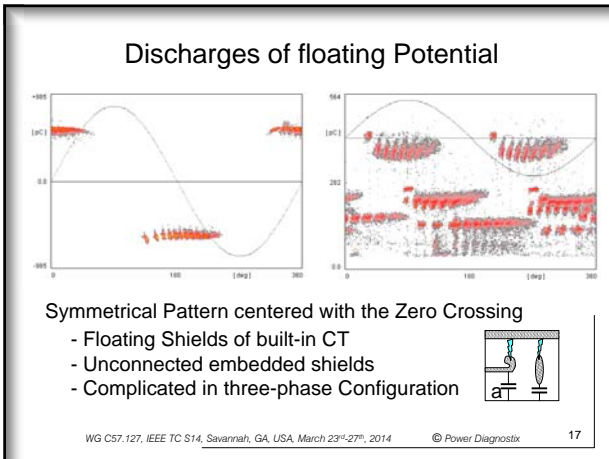 Discharges of floating Potential
+985
[pC]
0.0
-985
0
180
[deg]
360
564
[pC]
282
0.0
0
180
[deg]
360
Symmetrical Pattern centered with the Zero Crossing
- Floating Shields of built-in CT
- Unconnected embedded shields
- Complicated in three-phase Configuration
a
WG C57.127, IEEE TC S14, Savannah, GA, USA, March 23rd-27th, 2014
© Power Diagnostix
17